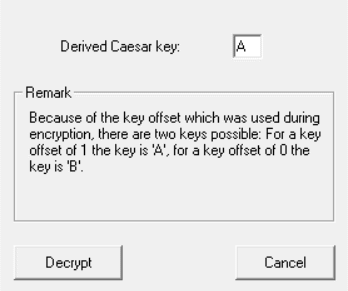 Derived Caesar key: A
Remark
Because of the key offset which was used during
encryption, there are two keys possible: For a key
offset of 1 the key is 'A', for a key offset of 0 the
key is 'B'.
Decrypt Cancel